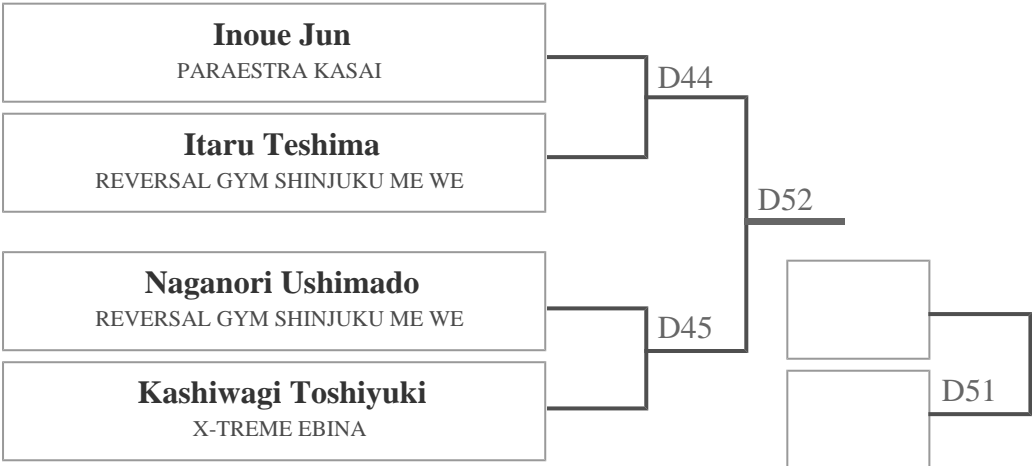 Inoue Jun
PARAESTRA KASAI
D44
Itaru Teshima
REVERSAL GYM SHINJUKU ME WE
D52
Naganori Ushimado
REVERSAL GYM SHINJUKU ME WE
D45
Kashiwagi Toshiyuki
X-TREME EBINA
D51